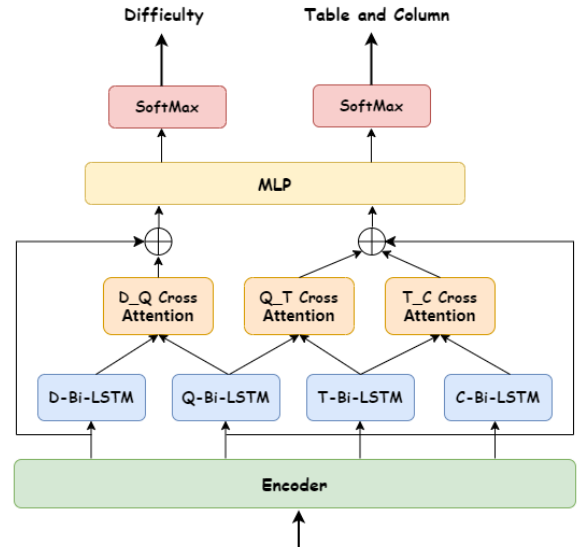 Difficulty
Table and Column
SoftMax
SoftMax
MLP
D_Q Cross
Attention
Q_T Cross
Attention
T_C Cross
Attention
D-Bi-LSTM
Q-Bi-LSTM
T-Bi-LSTM
C-Bi-LSTM
Encoder